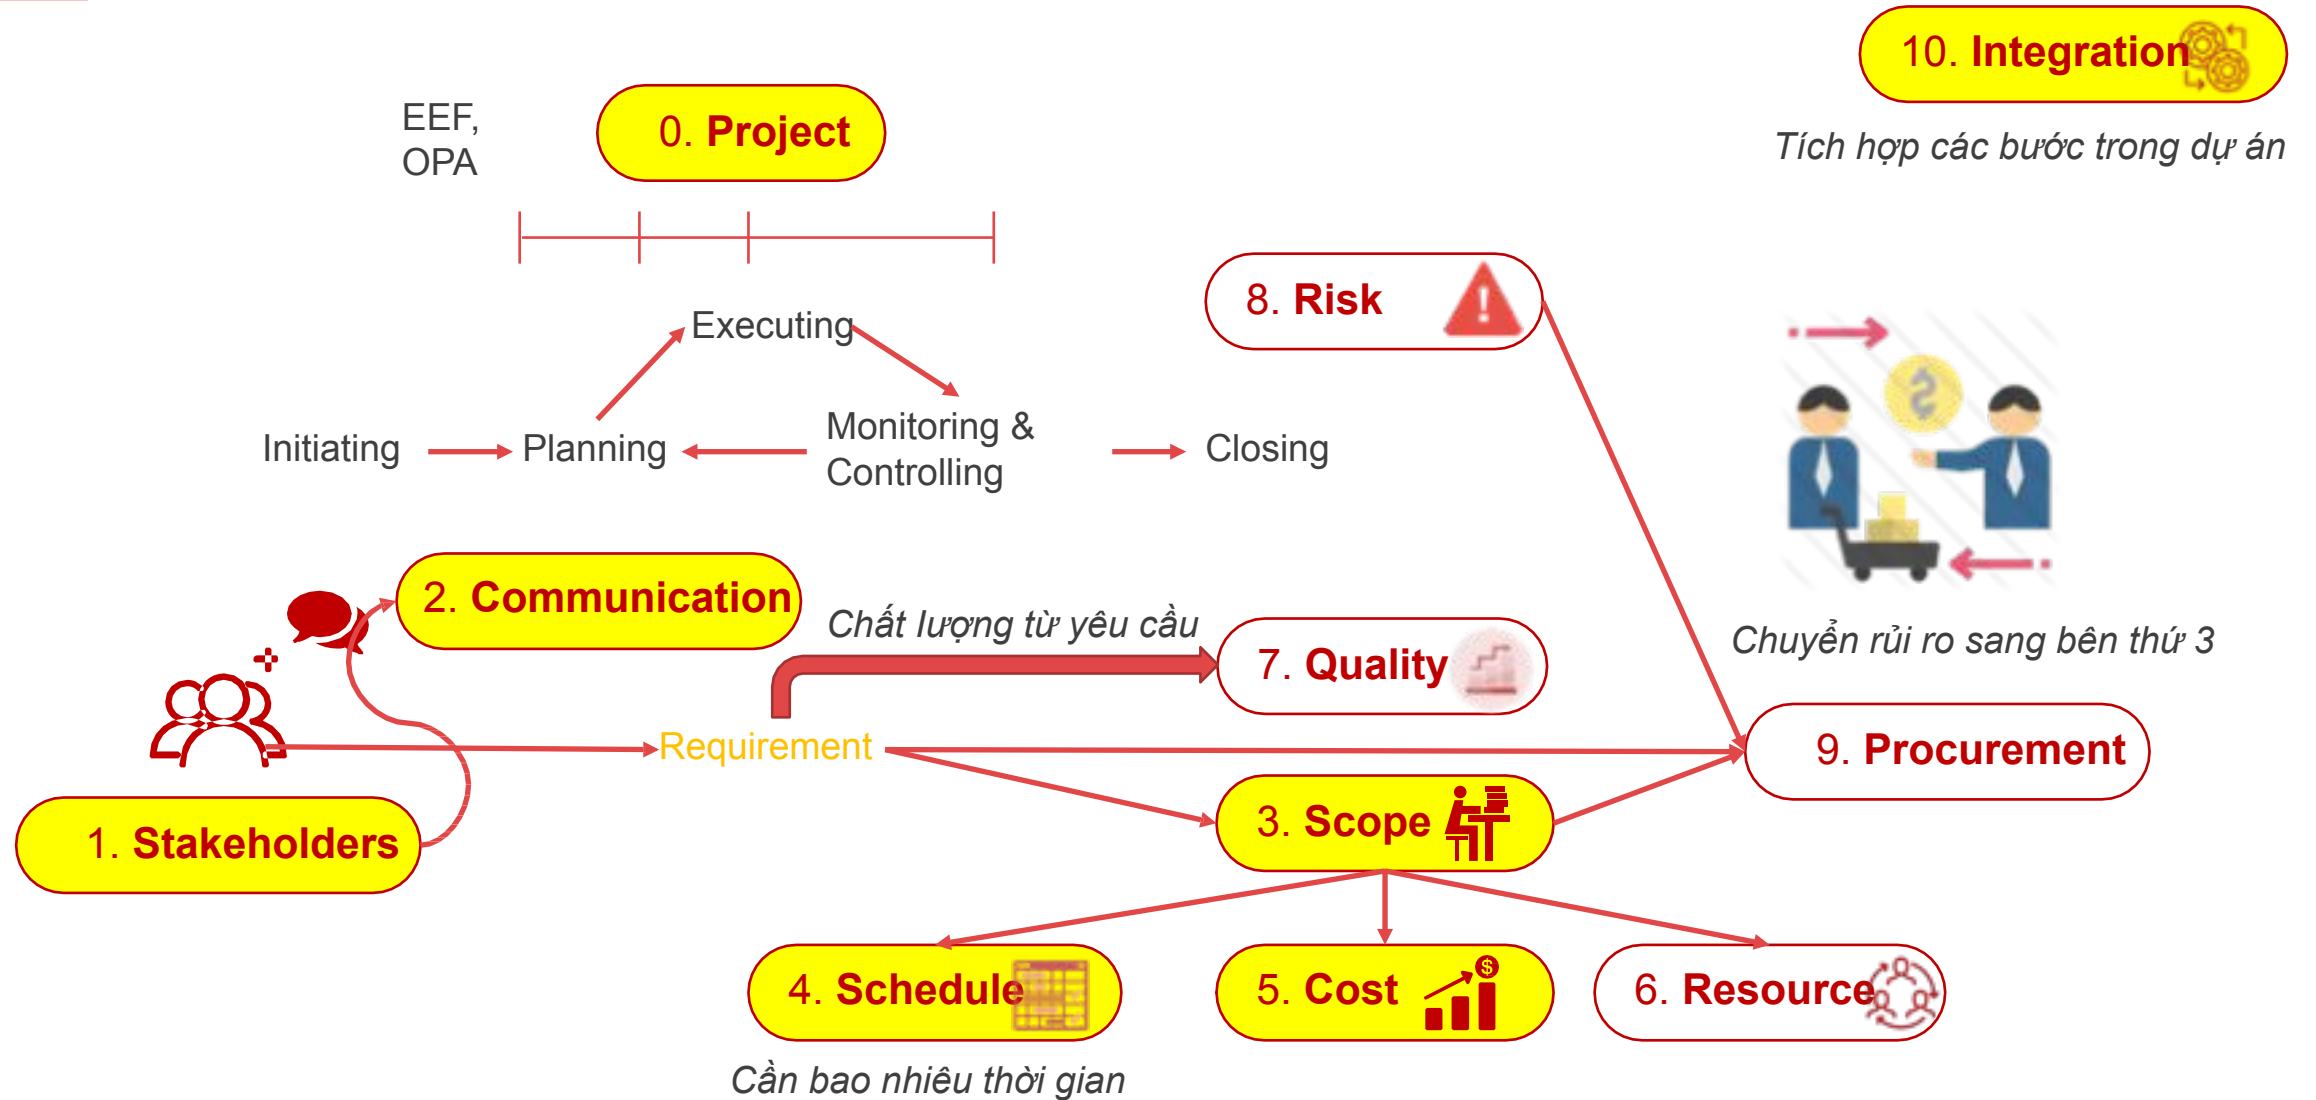 10. Integration
Tích hợp các bước trong dự án
EEF,
OPA
0. Project
8. Risk
Executing
Initiating
Planning
Monitoring &
Controlling
Closing
2. Communication
Chất lượng từ yêu cầu
7. Quality
Chuyển rủi ro sang bên thứ 3
Requirement
9. Procurement
1. Stakeholders
3. Scope
4. Schedule
5. Cost
6. Resource
Cần bao nhiêu thời gian